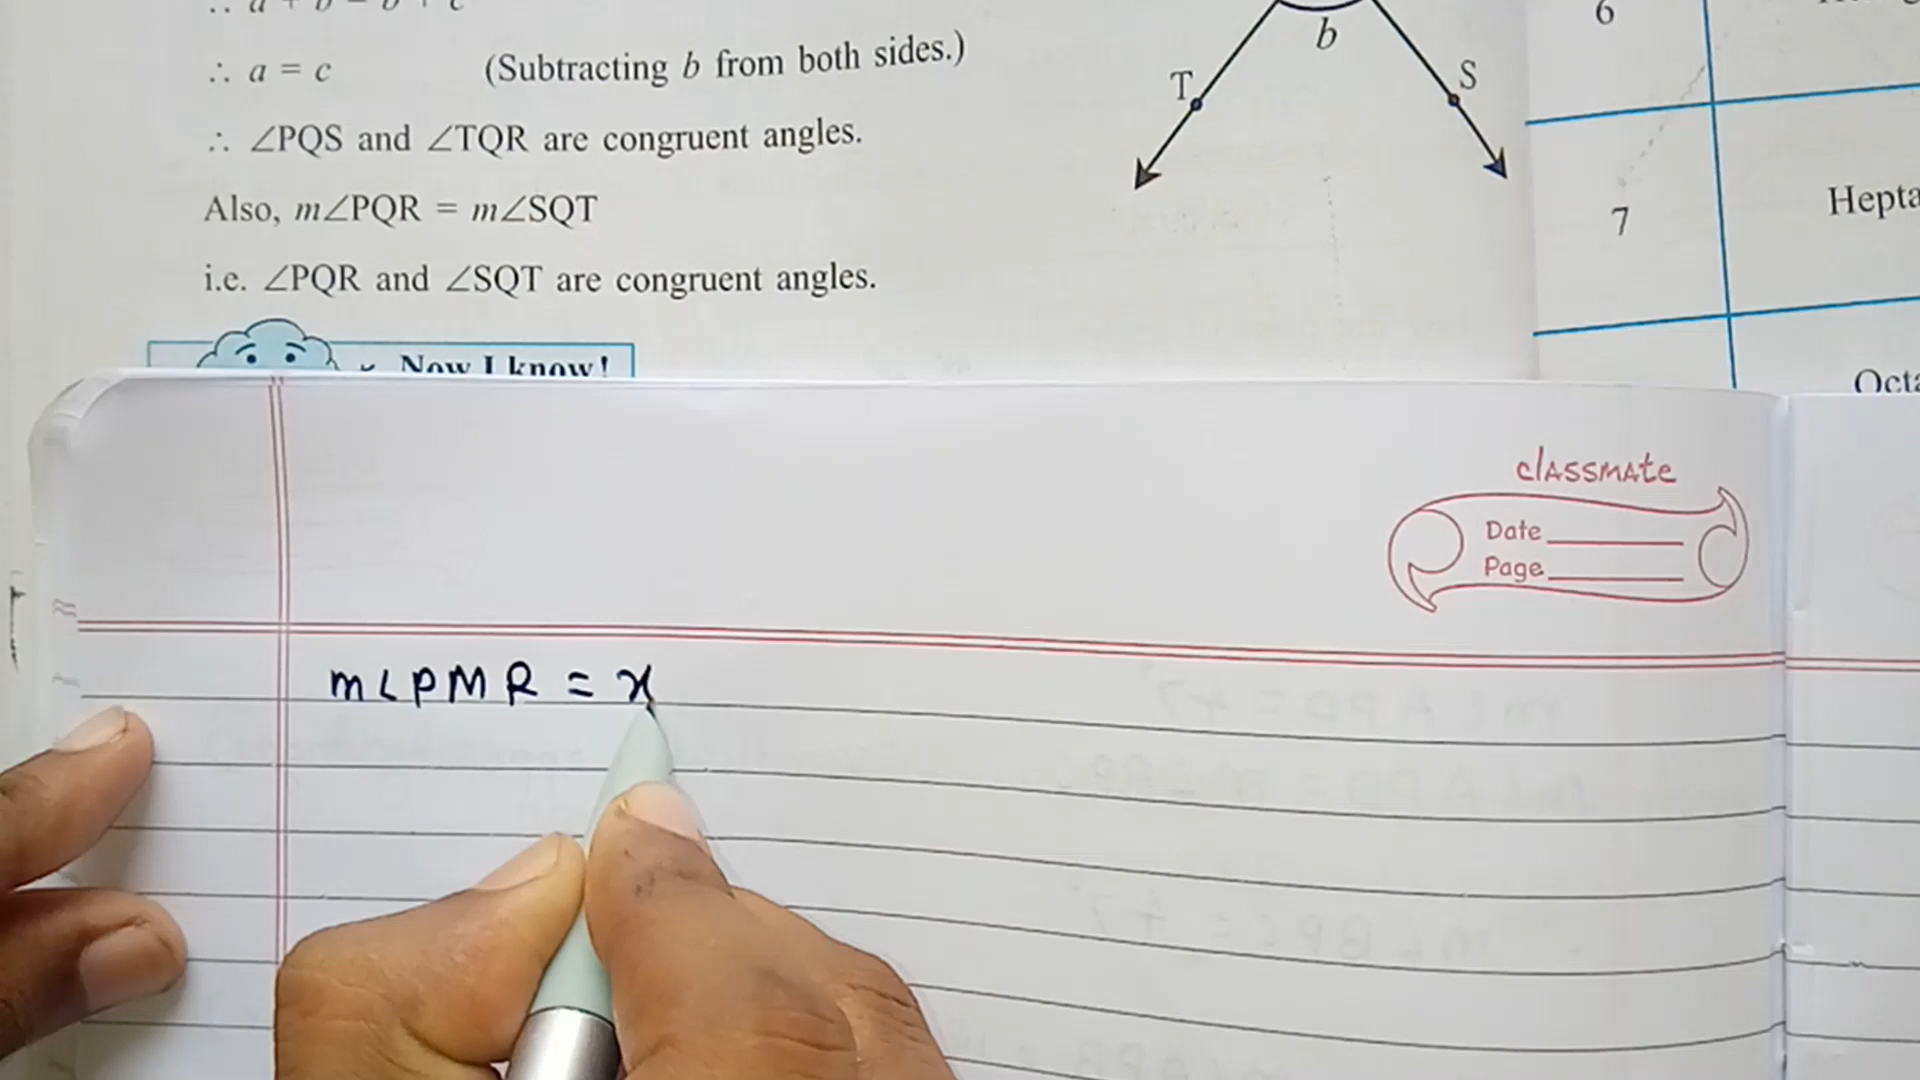 ∴ a + b = b + c
∴ a = c (Subtracting b from both sides.)
∴ ∠PQS and ∠TQR are congruent angles.
Also, m∠PQR = m∠SQT
i.e. ∠PQR and ∠SQT are congruent angles.
b
T
S
6
7
Hepta
Octa
Now I know!
classmate
Date
Page
m∠PMR = x